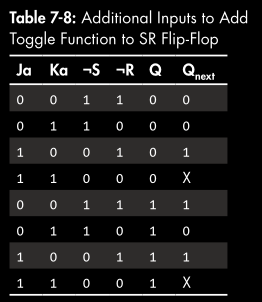 Table 7-8: Additional Inputs to Add
Toggle Function to SR Flip-Flop
Ja Ka ¬S ¬R Q Qnext
0 0 1 1 0 0
0 1 1 0 0 0
1 0 0 1 0 1
1 1 0 0 0 X
0 0 1 1 1 1
0 1 1 0 1 0
1 0 0 1 1 1
1 1 0 0 1 X